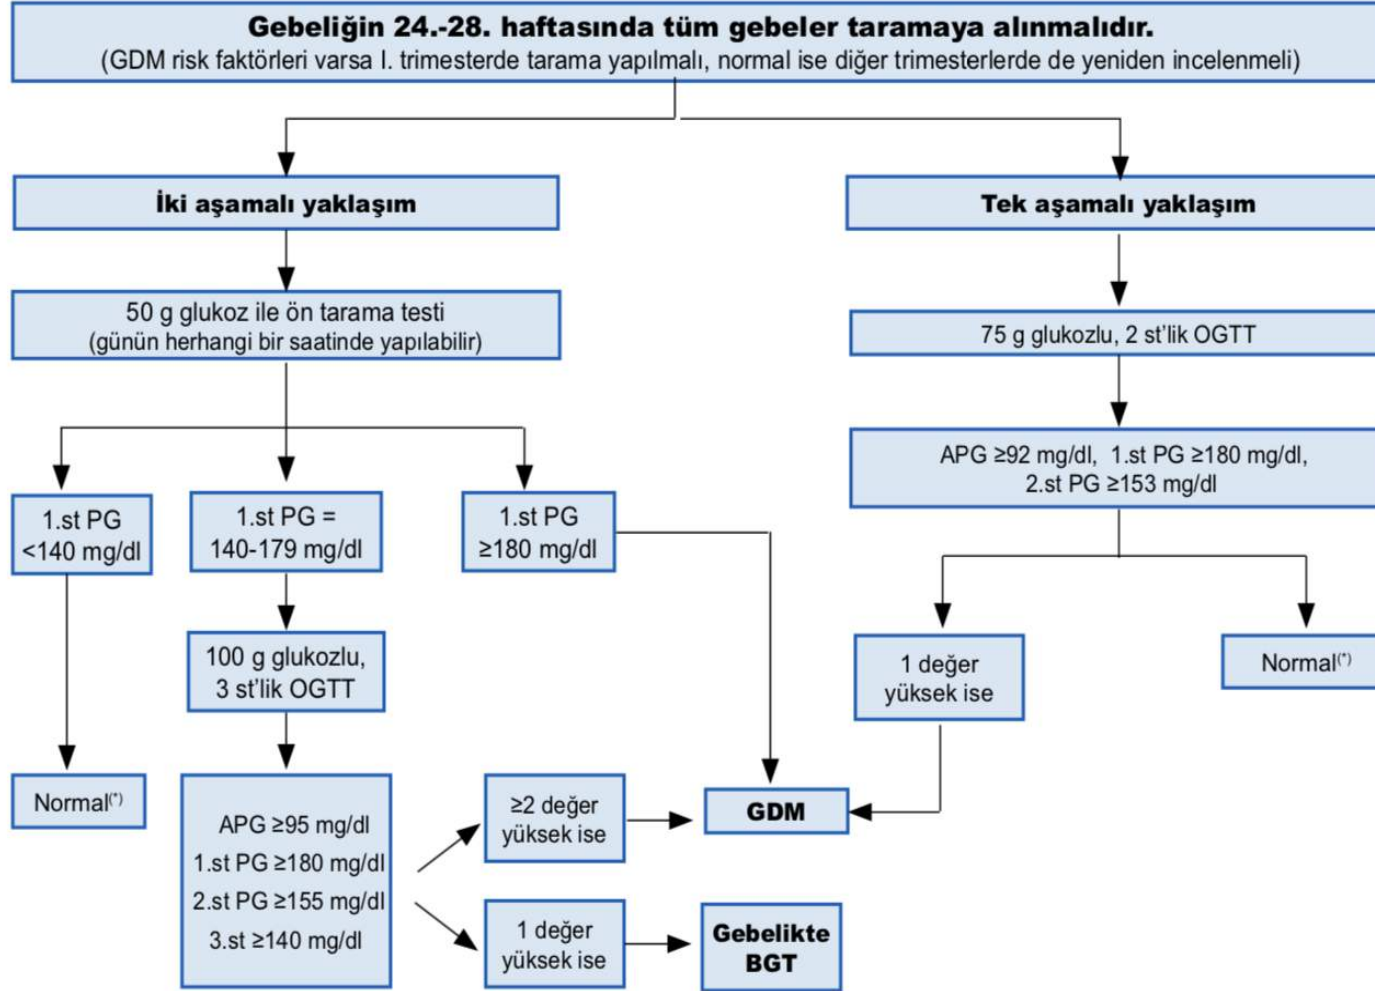 Gebeliğin 24.-28. haftasında tüm gebeler taramaya alınmalıdır.
(GDM risk faktörleri varsa I. trimesterde tarama yapılmalı, normal ise diğer trimesterlerde de yeniden incelenmeli)
İki aşamalı yaklaşım
50 g glukoz ile ön tarama testi
(günün herhangi bir saatinde yapılabilir)
1.st PG
<140 mg/dl
1.st PG =
140-179 mg/dl
1.st PG
≥180 mg/dl
100 g glukozlu,
3 st'lik OGTT
Normal(*)
APG ≥95 mg/dl
1.st PG ≥180 mg/dl
2.st PG ≥155 mg/dl
3.st ≥140 mg/dl
≥2 değer
yüksek ise
1 değer
yüksek ise
GDM
Gebelikte
BGT
Tek aşamalı yaklaşım
75 g glukozlu, 2 st'lik OGTT
APG ≥92 mg/dl, 1.st PG ≥180 mg/dl,
2.st PG ≥153 mg/dl
1 değer
yüksek ise
Normal(*)